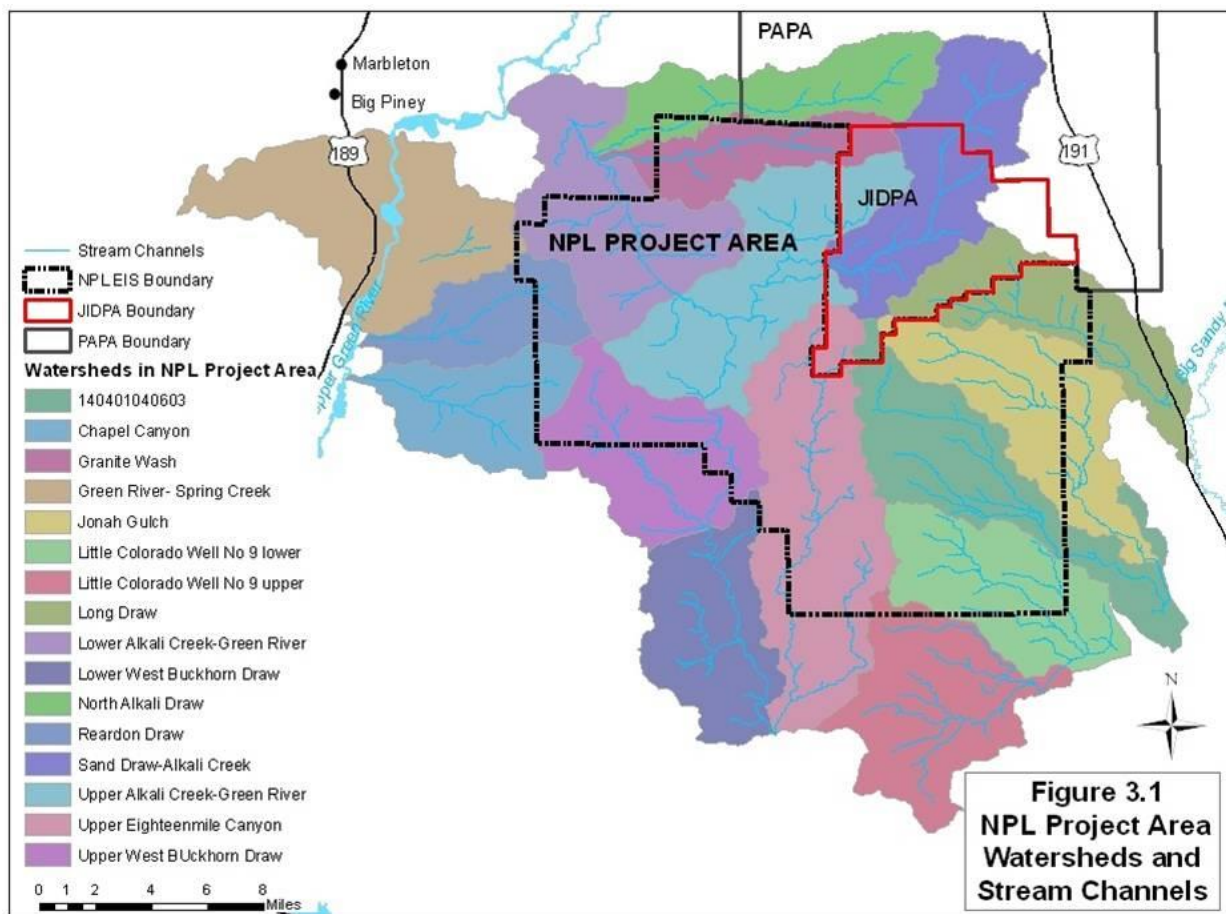 PAPA
Marbleton
Big Piney
189
191
JIDPA
NPL PROJECT AREA
Upper Green River
Big Sandy
Stream Channels
NPLEIS Boundary
JIDPA Boundary
PAPA Boundary
Watersheds in NPL Project Area
140401040603
Chapel Canyon
Granite Wash
Green River- Spring Creek
Jonah Gulch
Little Colorado Well No 9 lower
Little Colorado Well No 9 upper
Long Draw
Lower Alkali Creek-Green River
Lower West Buckhorn Draw
North Alkali Draw
Reardon Draw
Sand Draw-Alkali Creek
Upper Alkali Creek-Green River
Upper Eighteenmile Canyon
Upper West BUckhorn Draw
0 1 2 4 6 8
Miles
N
Figure 3.1
NPL Project Area
Watersheds and
Stream Channels